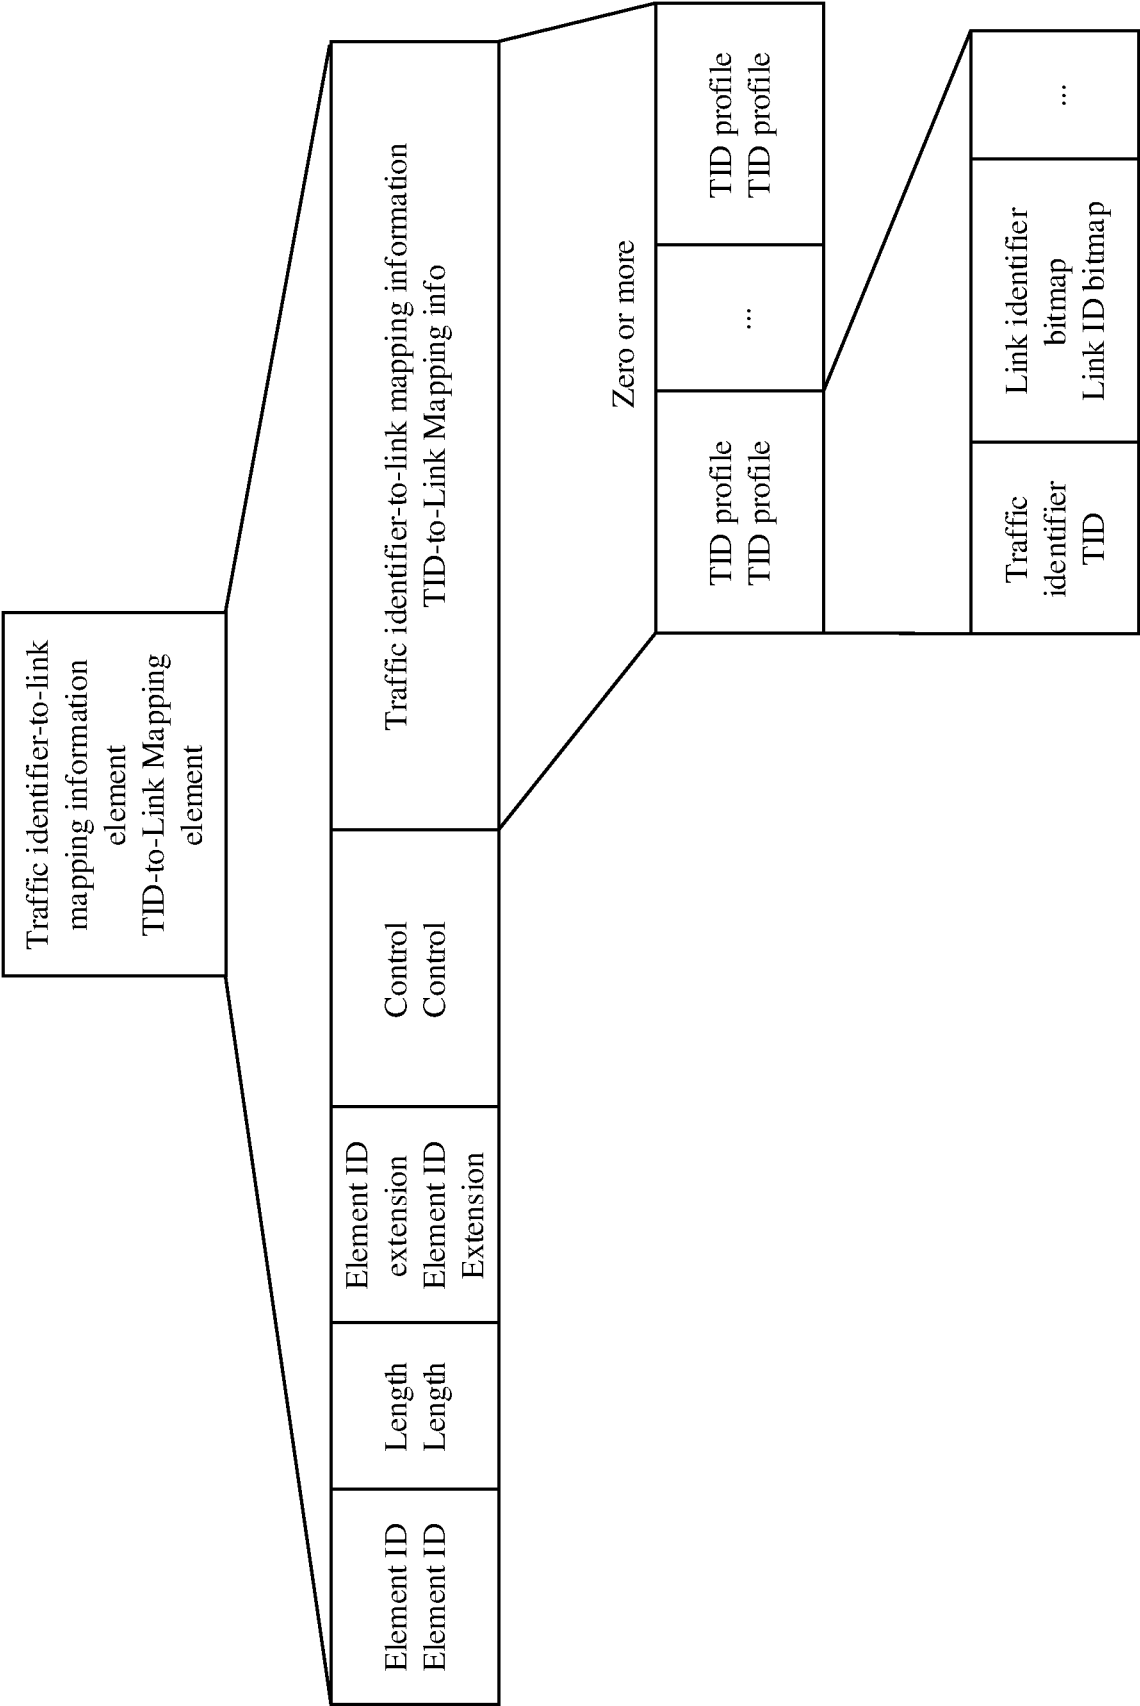 Traffic identifier-to-link
mapping information
element
TID-to-Link Mapping
element
Element ID
Element ID
Length
Length
Element ID
extension
Element ID
Extension
Control
Control
Traffic identifier-to-link mapping information
TID-to-Link Mapping info
Zero or more
TID profile
TID profile
...
TID profile
TID profile
Traffic
identifier
TID
Link identifier
bitmap
Link ID bitmap
...